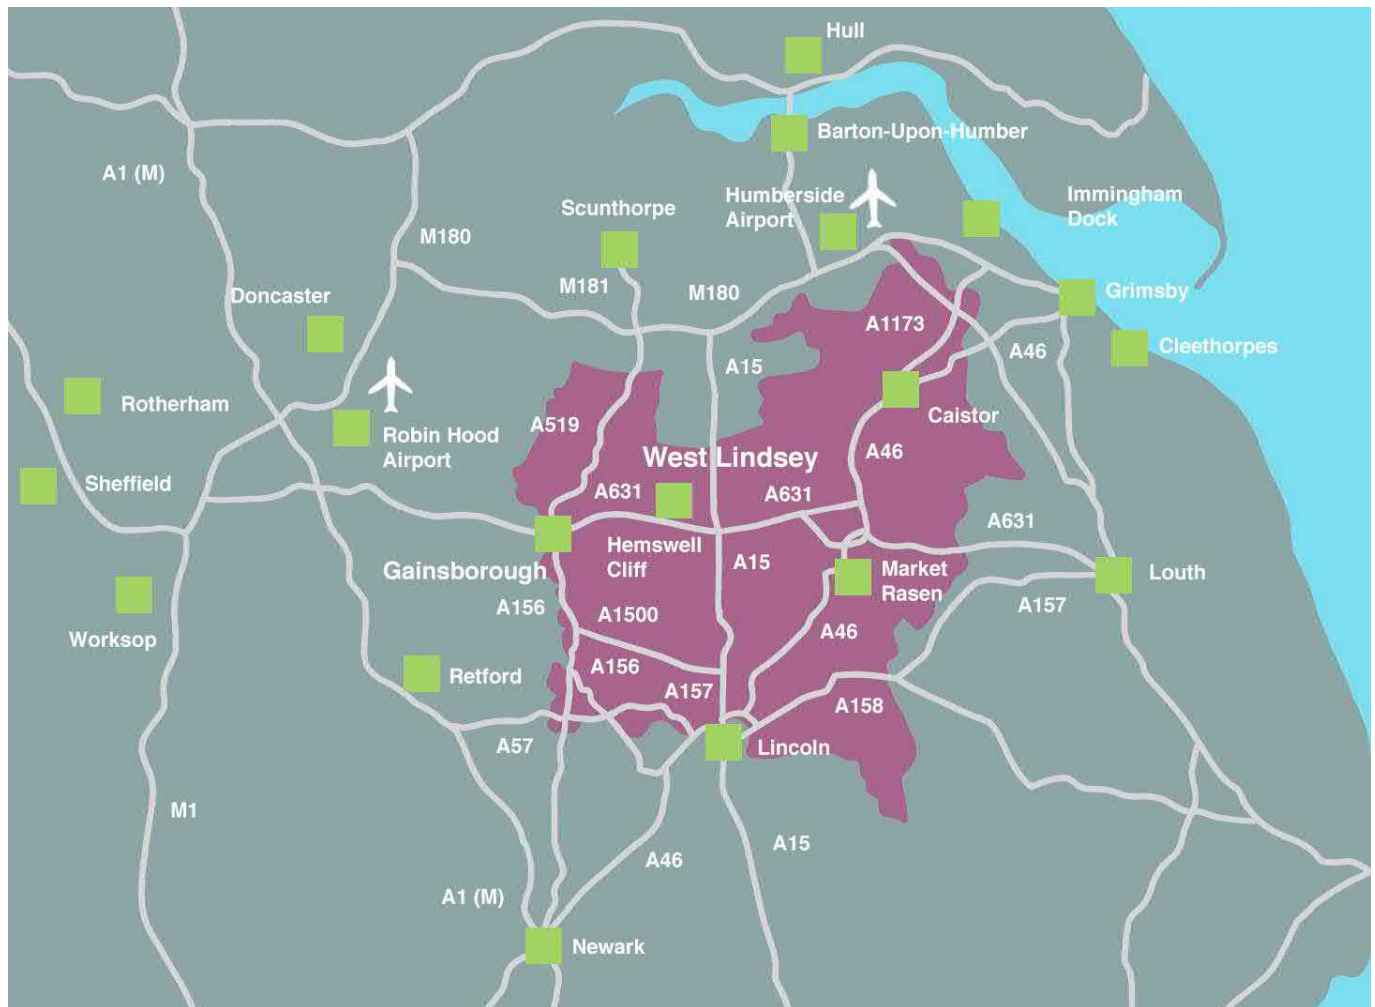 Hull
Barton-Upon-Humber
A1 (M)
Humberside
Airport
Immingham
Dock
Scunthorpe
M180
M181
M180
Doncaster
Grimsby
A1173
A46
Cleethorpes
A15
Rotherham
Caistor
A519
Robin Hood
Airport
West Lindsey
A46
Sheffield
A631
A631
A631
Hemswell
Cliff
Gainsborough
A15
Market
Rasen
Louth
A156
A1500
A157
Worksop
A46
Retford
A156
A157
A158
A57
Lincoln
M1
A15
A46
A1 (M)
Newark